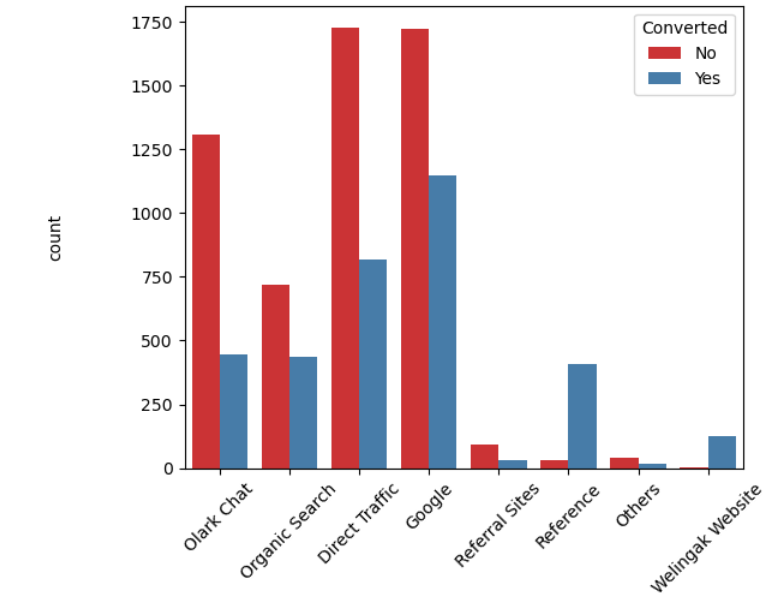 1750
1500
1250
1000
750
500
250
0
count
Converted
No
Yes
Olark Chat
Organic Search
Direct Traffic
Google
Referral Sites
Reference
Others
Welingak Website